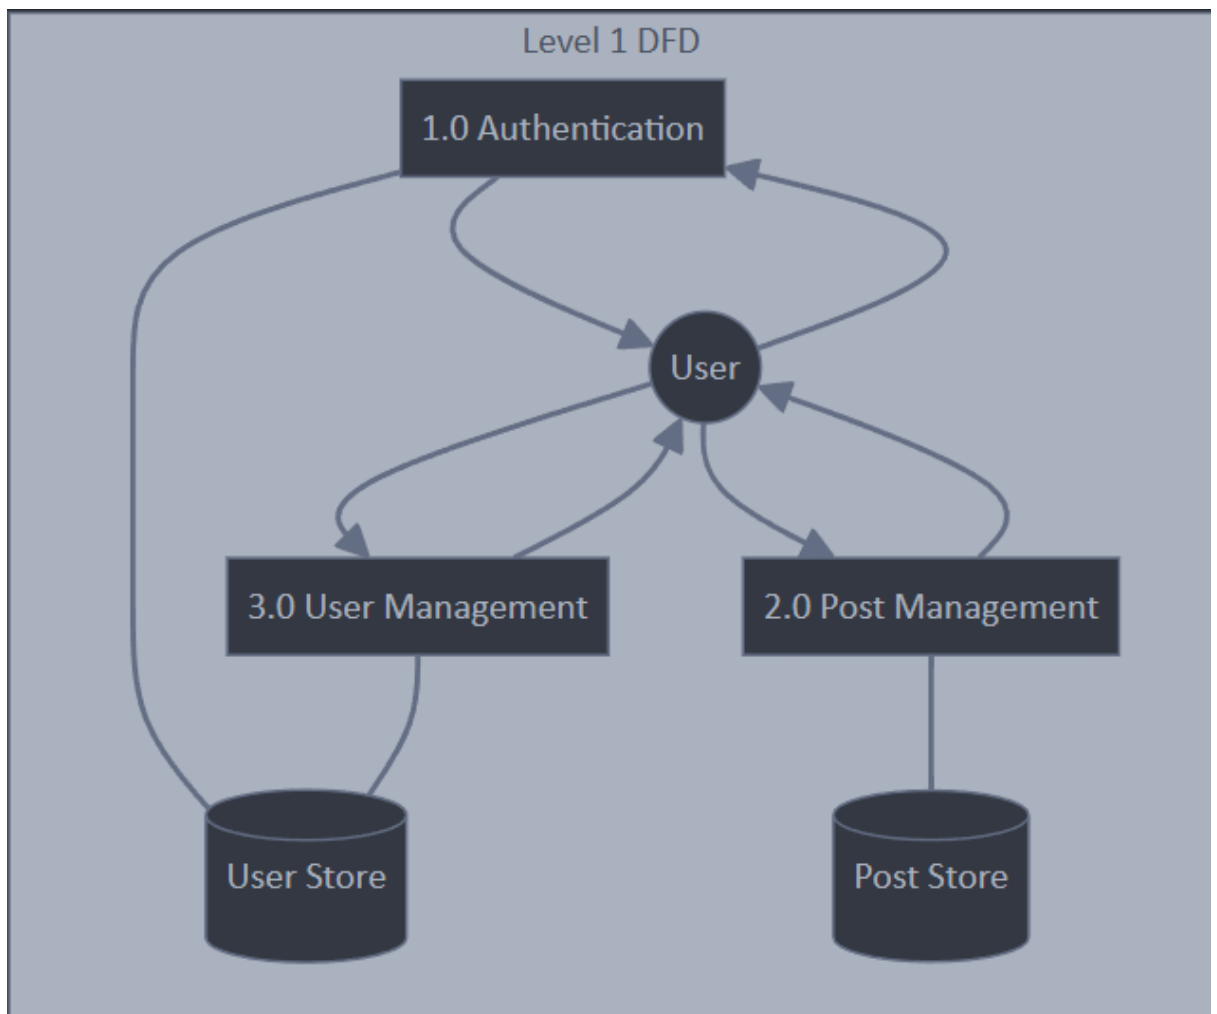 Level 1 DFD
1.0 Authentication
User
3.0 User Management
2.0 Post Management
User Store
Post Store